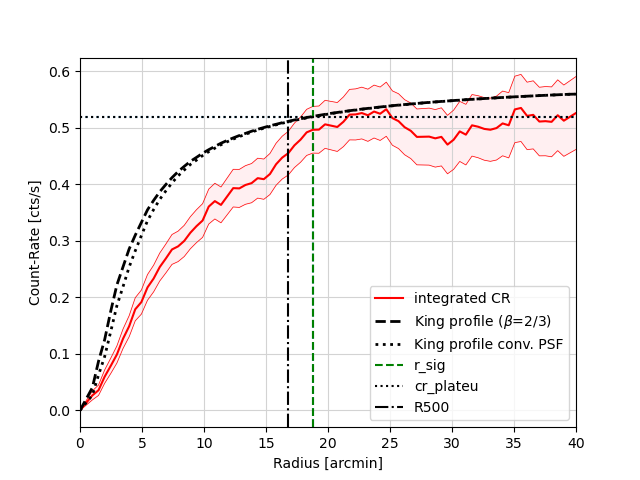 0.6
0.5
0.4
0.3
0.2
0.1
0.0
Count-Rate [cts/s]
integrated CR
King profile (β=2/3)
King profile conv. PSF
r_sig
cr_plateu
R500
0 5 10 15 20 25 30 35 40
Radius [arcmin]